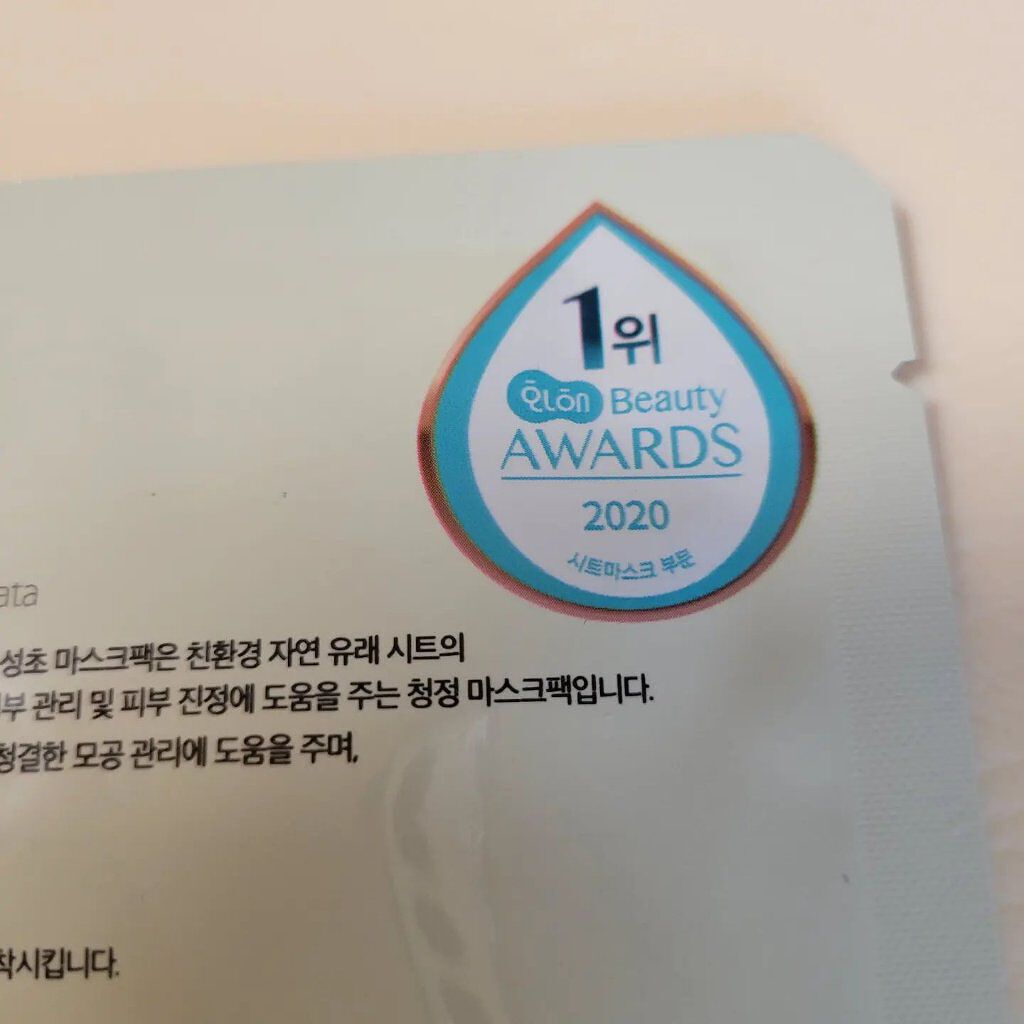 1위
언니의 Beauty
AWARDS
2020
시트마스크 부문
ata
성초 마스크팩은 친환경 자연 유래 시트의
부 관리 및 피부 진정에 도움을 주는 청정 마스크팩입니다.
청결한 모공 관리에 도움을 주며,
착시킵니다.